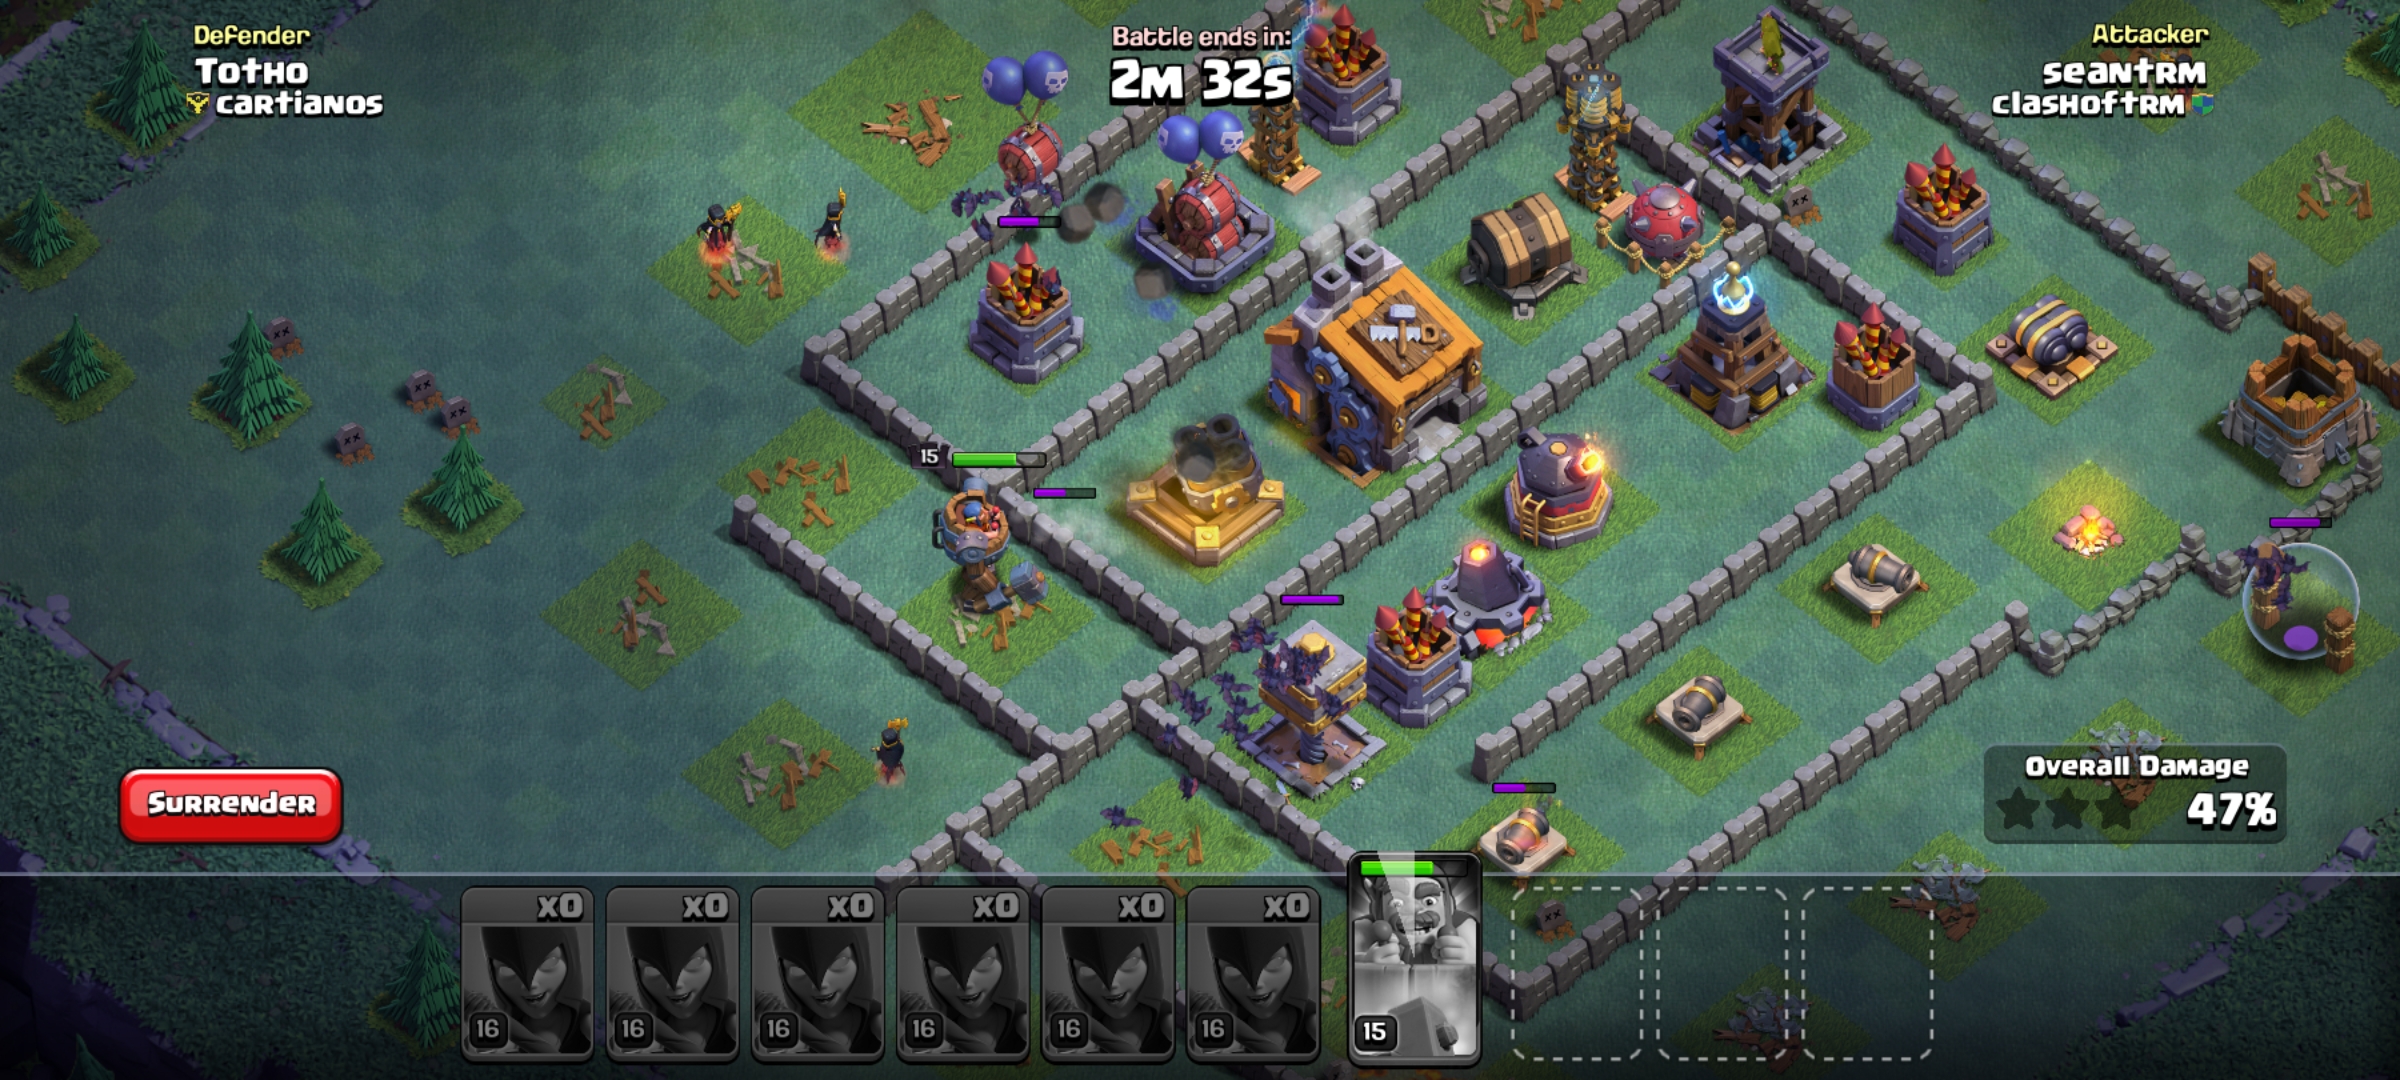 Defender
Totho
cartianos
Battle ends in:
2m 32s
Attacker
seantrm
clashoftrm
15
Surrender
Overall Damage
47%
x0
x0
x0
x0
x0
x0
16
16
16
16
16
16
15